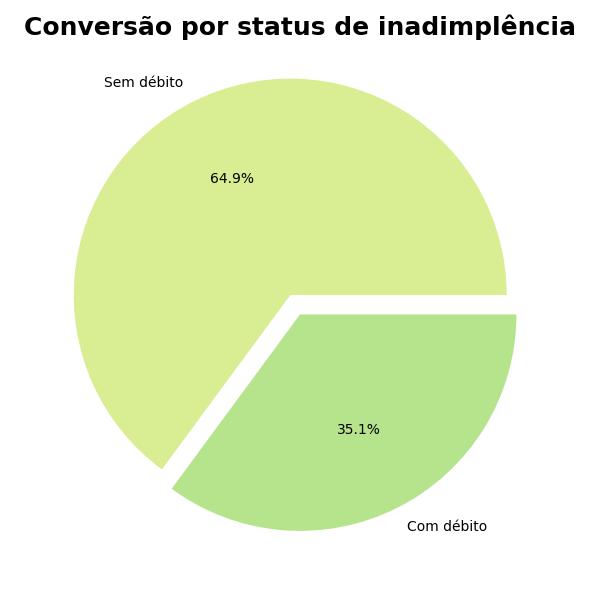 Conversão por status de inadimplência
Sem débito
64.9%
35.1%
Com débito